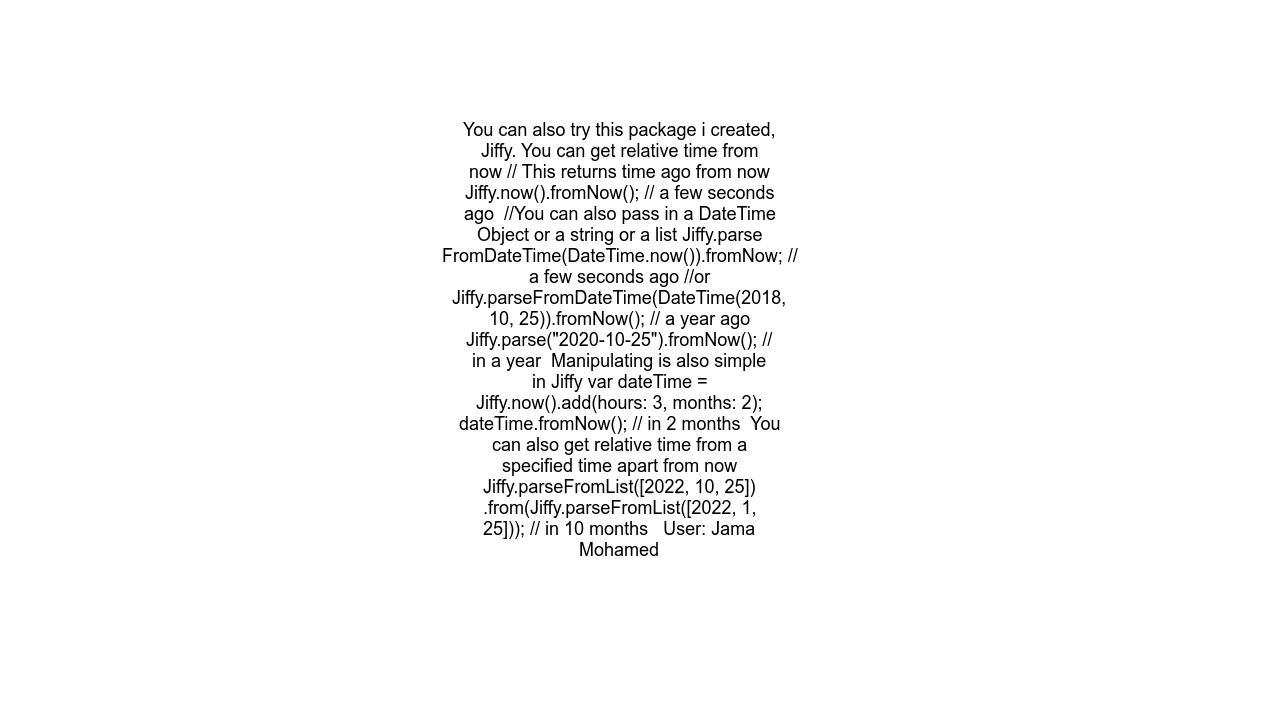 You can also try this package i created,
Jiffy. You can get relative time from
now // This returns time ago from now
Jiffy.now().fromNow(); // a few seconds
ago  //You can also pass in a DateTime
Object or a string or a list Jiffy.parse
FromDateTime(DateTime.now()).fromNow; //
a few seconds ago //or
Jiffy.parseFromDateTime(DateTime(2018,
10, 25)).fromNow(); // a year ago
Jiffy.parse("2020-10-25").fromNow(); //
in a year  Manipulating is also simple
in Jiffy var dateTime =
Jiffy.now().add(hours: 3, months: 2);
dateTime.fromNow(); // in 2 months  You
can also get relative time from a
specified time apart from now
Jiffy.parseFromList([2022, 10, 25])
.from(Jiffy.parseFromList([2022, 1,
25])); // in 10 months   User: Jama
Mohamed